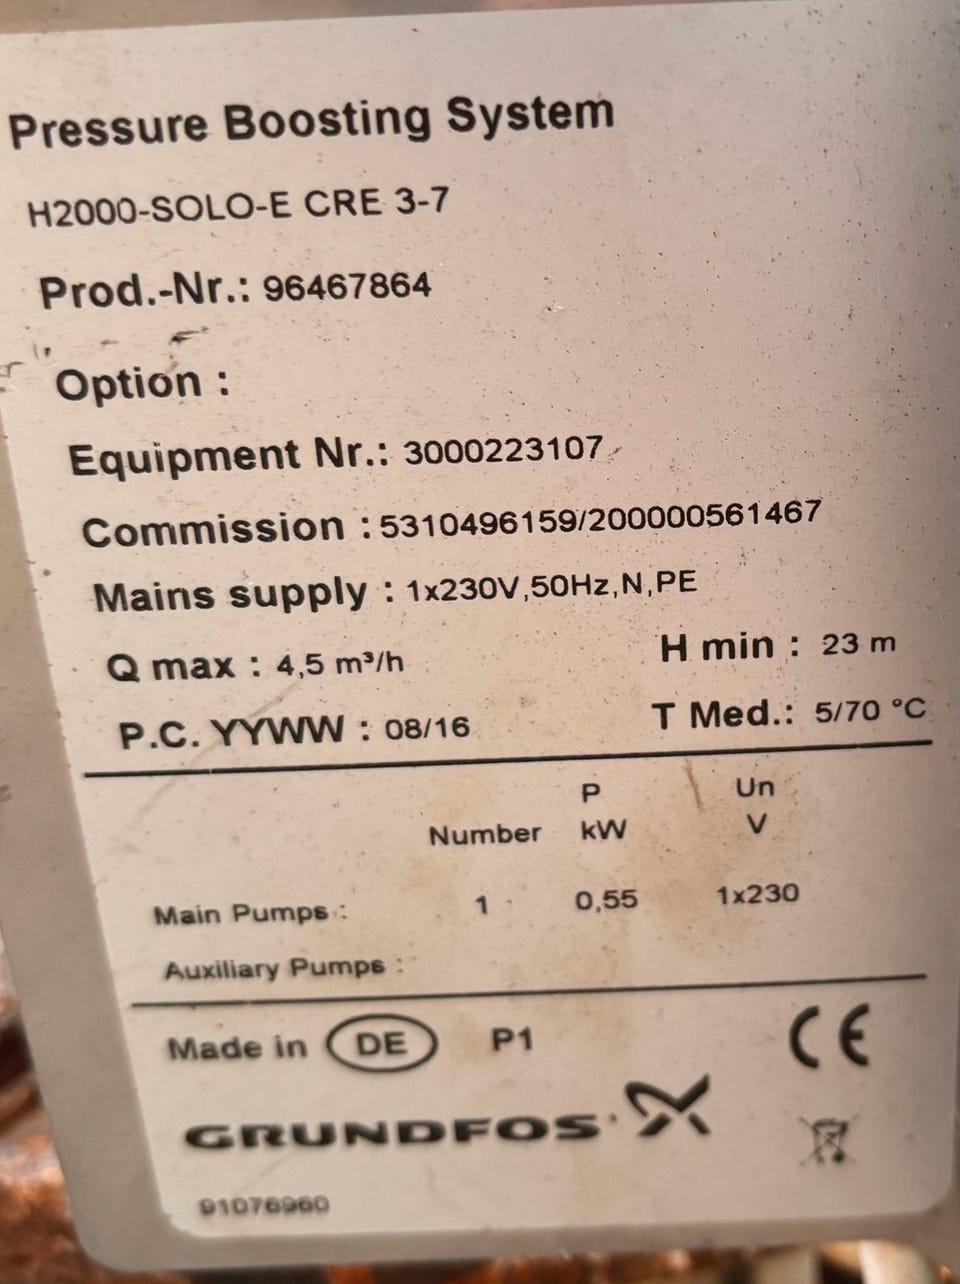 Pressure Boosting System
H2000-SOLO-E CRE 3-7
Prod.-Nr.: 96467864
Option :
Equipment Nr.: 3000223107
Commission : 5310496159/200000561467
Mains supply : 1x230V,50Hz,N,PE
Q max : 4,5 m³/h H min : 23 m
P.C. YYWW : 08/16 T Med.: 5/70 °C
P Un
Number kW V
Main Pumps : 1 0,55 1x230
Auxiliary Pumps :
Made in DE P1 CE
GRUNDFOS
91076960